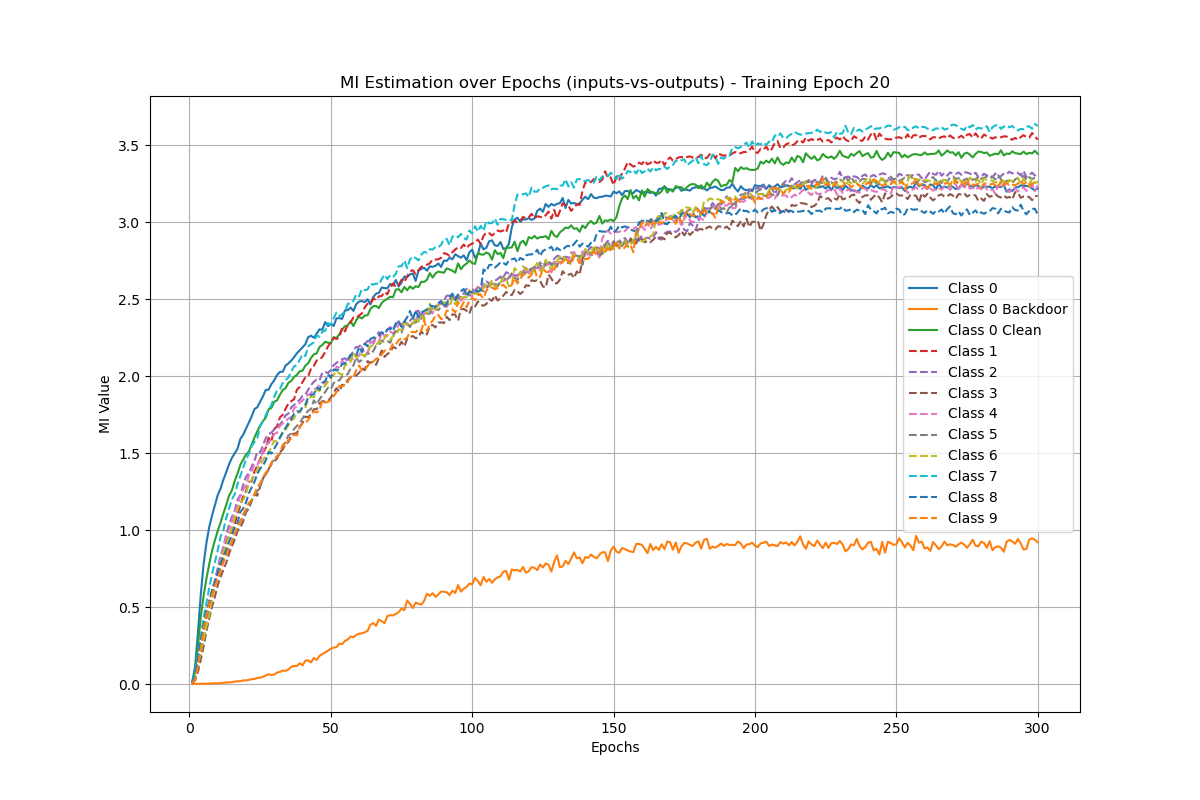 MI Estimation over Epochs (inputs-vs-outputs) - Training Epoch 20
MI Value
3.5
3.0
2.5
2.0
1.5
1.0
0.5
0.0
Class 0
Class 0 Backdoor
Class 0 Clean
Class 1
Class 2
Class 3
Class 4
Class 5
Class 6
Class 7
Class 8
Class 9
0 50 100 150 200 250 300
Epochs